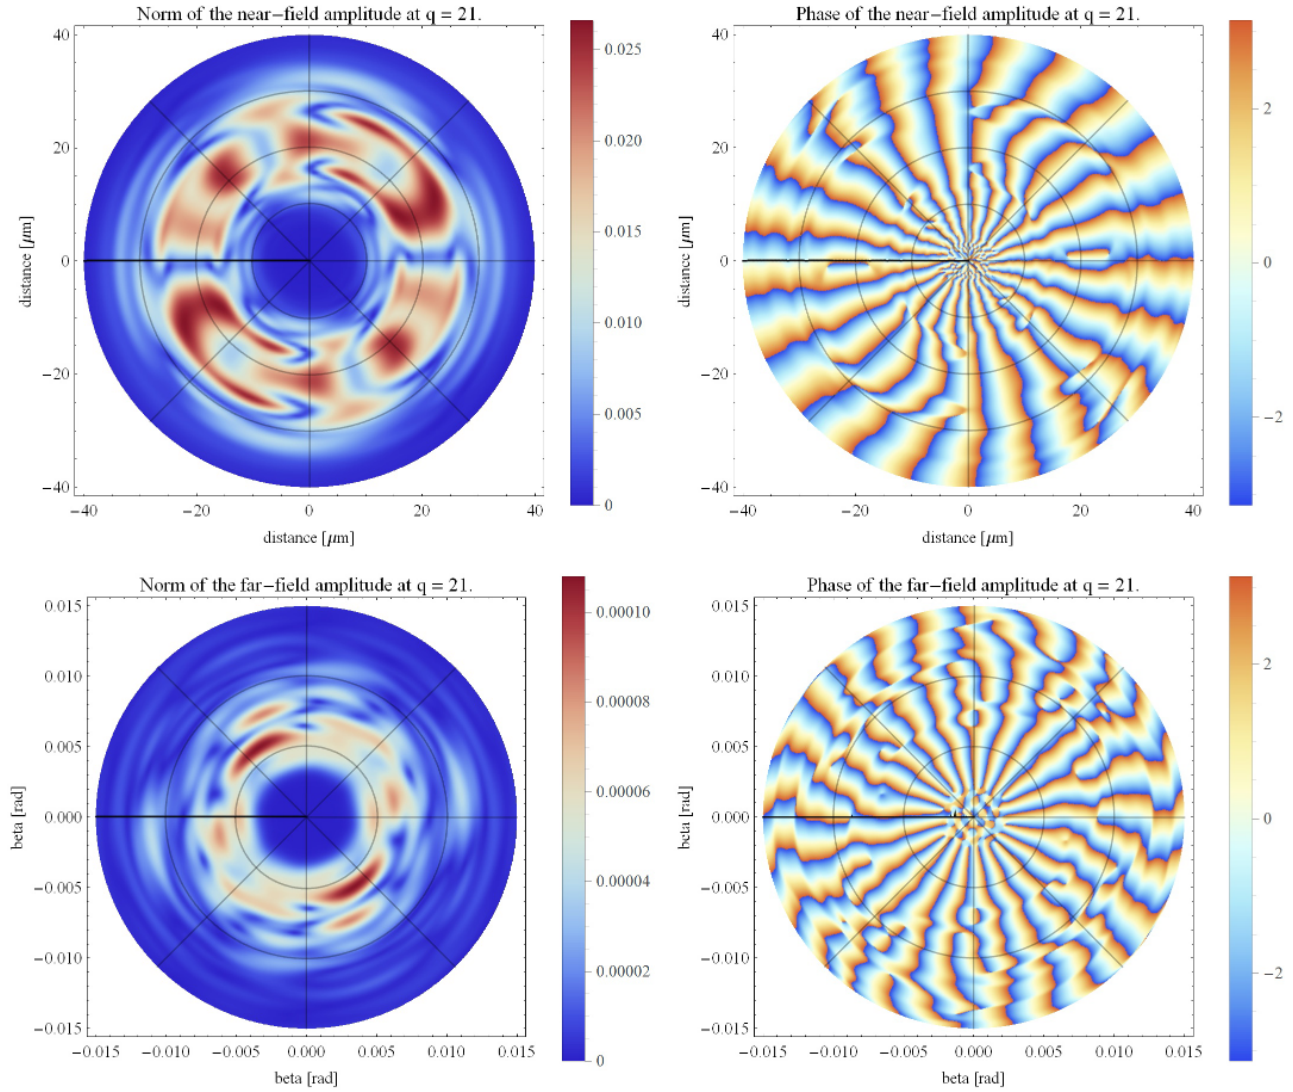 Norm of the near−field amplitude at q = 21.
40
20
0
−20
−40
distance [μm]
−40 −20 0 20 40
distance [μm]
0.025
0.020
0.015
0.010
0.005
0
Phase of the near−field amplitude at q = 21.
40
20
0
−20
−40
distance [μm]
−40 −20 0 20 40
distance [μm]
2
0
−2
Norm of the far−field amplitude at q = 21.
0.015
0.010
0.005
0.000
−0.005
−0.010
−0.015
beta [rad]
−0.015 −0.010 −0.005 0.000 0.005 0.010 0.015
beta [rad]
0.00010
0.00008
0.00006
0.00004
0.00002
0
Phase of the far−field amplitude at q = 21.
0.015
0.010
0.005
0.000
−0.005
−0.010
−0.015
beta [rad]
−0.015 −0.010 −0.005 0.000 0.005 0.010 0.015
beta [rad]
2
0
−2